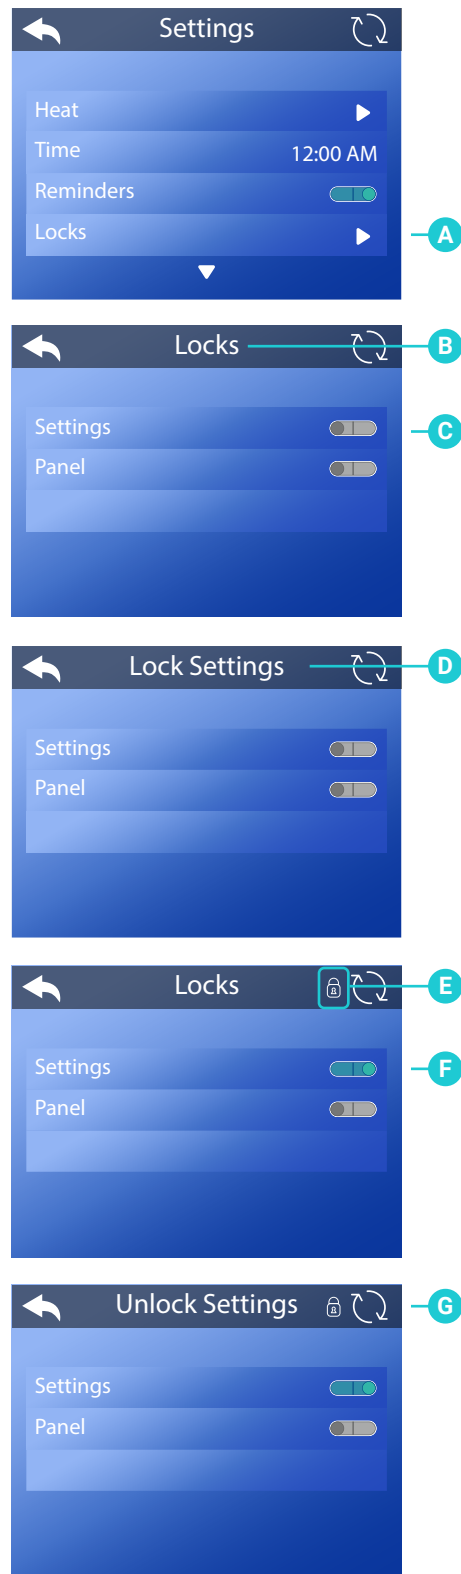 Settings
Heat
Time 12:00 AM
Reminders
Locks
A
Locks
B
Settings
C
Panel
Lock Settings
D
Settings
Panel
Locks
E
Settings
F
Panel
Unlock Settings
G
Settings
Panel